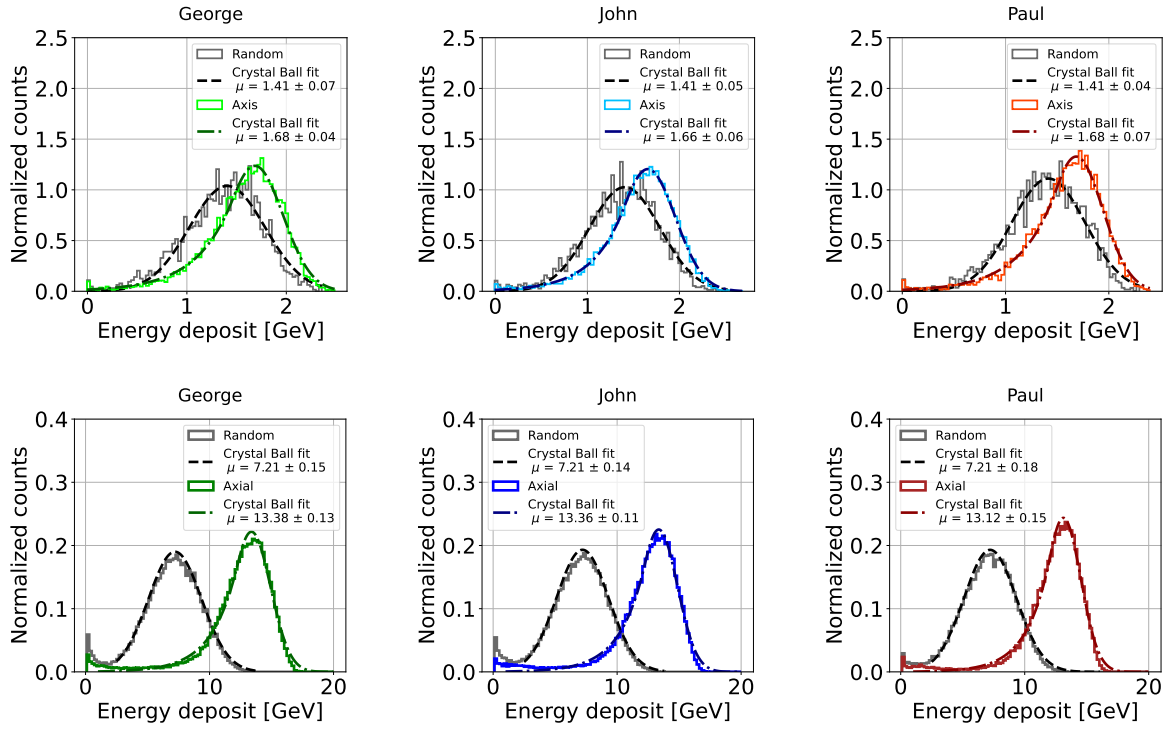 George
2.5
2.0
1.5
1.0
0.5
0.0
0
1
2
Normalized counts
Energy deposit [GeV]
Random
Crystal Ball fit
μ = 1.41 ± 0.07
Axis
Crystal Ball fit
μ = 1.68 ± 0.04
John
2.5
2.0
1.5
1.0
0.5
0.0
0
1
2
Normalized counts
Energy deposit [GeV]
Random
Crystal Ball fit
μ = 1.41 ± 0.05
Axis
Crystal Ball fit
μ = 1.66 ± 0.06
Paul
2.5
2.0
1.5
1.0
0.5
0.0
0
1
2
Normalized counts
Energy deposit [GeV]
Random
Crystal Ball fit
μ = 1.41 ± 0.04
Axis
Crystal Ball fit
μ = 1.68 ± 0.07
George
0.4
0.3
0.2
0.1
0.0
0
10
20
Normalized counts
Energy deposit [GeV]
Random
Crystal Ball fit
μ = 7.21 ± 0.15
Axial
Crystal Ball fit
μ = 13.38 ± 0.13
John
0.4
0.3
0.2
0.1
0.0
0
10
20
Normalized counts
Energy deposit [GeV]
Random
Crystal Ball fit
μ = 7.21 ± 0.14
Axial
Crystal Ball fit
μ = 13.36 ± 0.11
Paul
0.4
0.3
0.2
0.1
0.0
0
10
20
Normalized counts
Energy deposit [GeV]
Random
Crystal Ball fit
μ = 7.21 ± 0.18
Axial
Crystal Ball fit
μ = 13.12 ± 0.15